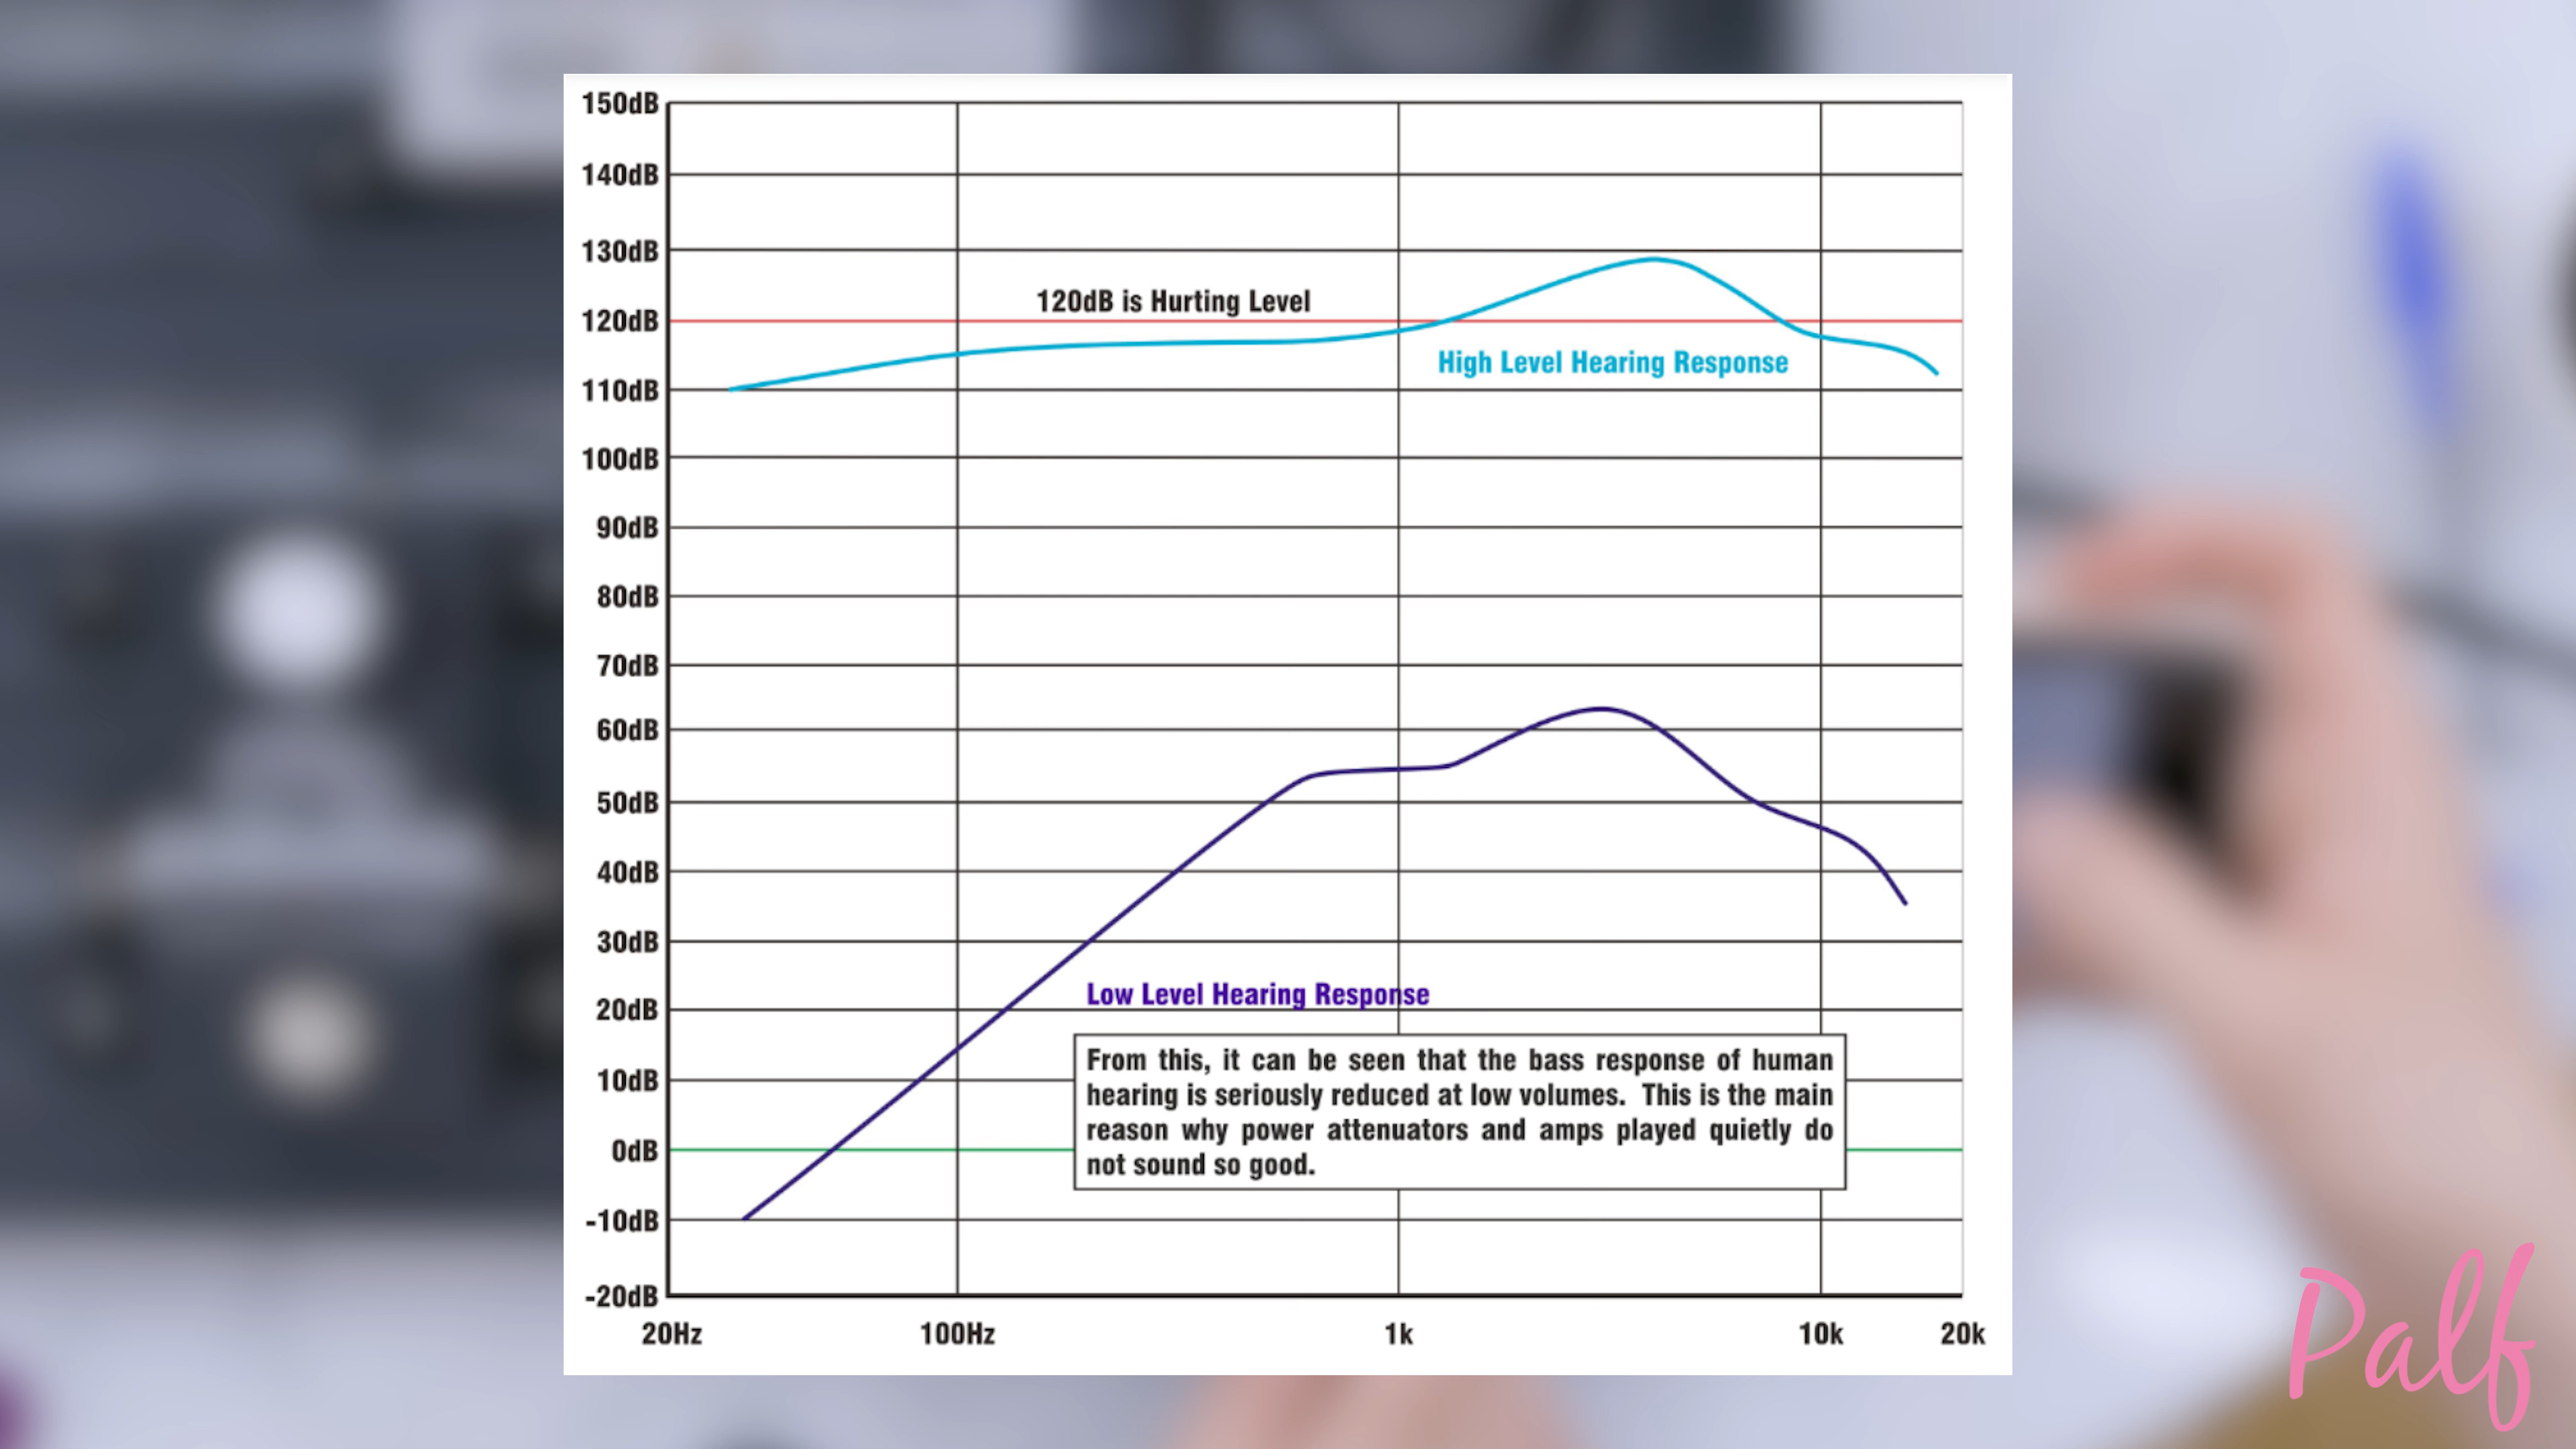 150dB
140dB
130dB
120dB is Hurting Level
120dB
High Level Hearing Response
110dB
100dB
90dB
80dB
70dB
60dB
50dB
40dB
30dB
Low Level Hearing Response
20dB
From this, it can be seen that the bass response of human
10dB
hearing is seriously reduced at low volumes. This is the main
reason why power attenuators and amps played quietly do
0dB
not sound so good.
-10dB
-20dB
20Hz 100Hz 1k 10k 20k
Palf